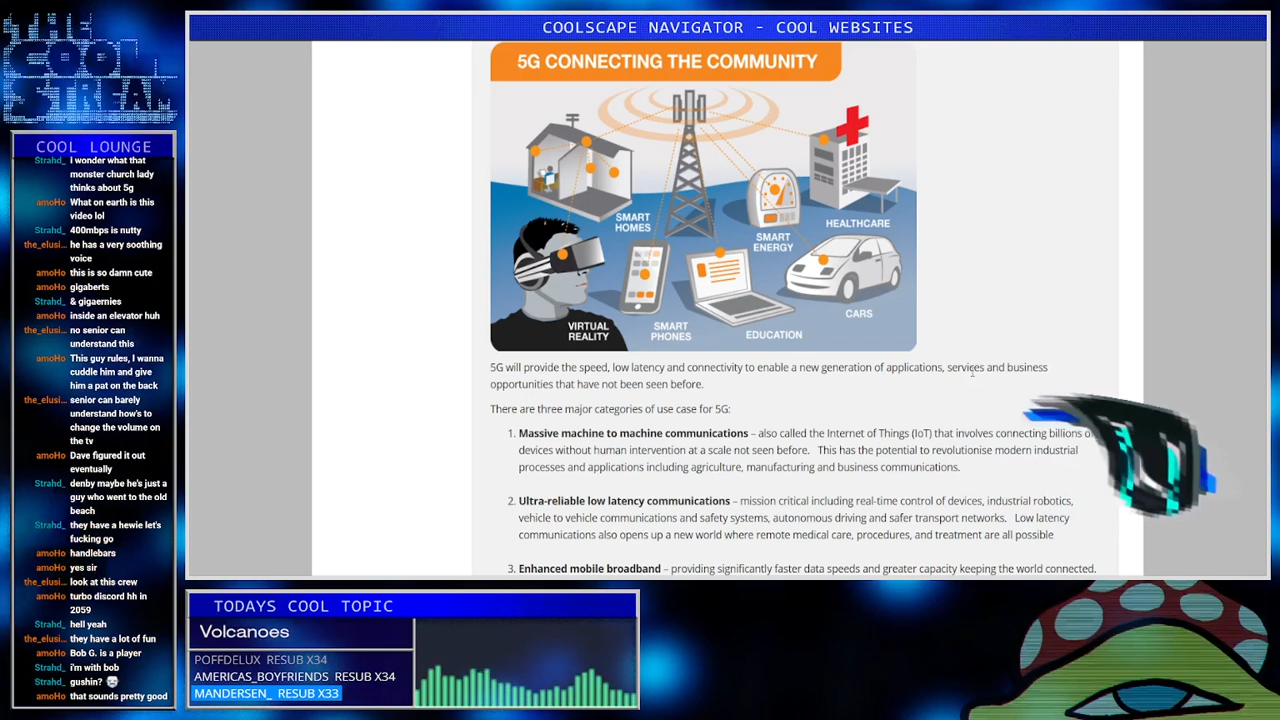 COOLSCAPE NAVIGATOR - COOL WEBSITES
COOL LOUNGE
Strahd_ I wonder what that
monster church lady
thinks about 5g
amoHo What on earth is this
video lol
Strahd_ 400mbps is nutty
the_elusi... he has a very soothing
voice
amoHo this is so damn cute
amoHo gigaberts
Strahd_ & gigaernies
amoHo inside an elevator huh
the_elusi... no senior can
understand this
amoHo This guy rules, I wanna
cuddle him and give
him a pat on the back
the_elusi... senior can barely
understand how's to
change the volume on
the tv
amoHo Dave figured it out
eventually
Strahd_ denby maybe he's just a
guy who went to the old
beach
Strahd_ they have a hewie let's
fucking go
amoHo handlebars
amoHo yes sir
the_elusi... look at this crew
amoHo turbo discord hh in
2059
Strahd_ hell yeah
the_elusi... they have a lot of fun
amoHo Bob G. is a player
Strahd_ i'm with bob
Strahd_ gushin?
amoHo that sounds pretty good
5G CONNECTING THE COMMUNITY
SMART
HOMES
SMART
ENERGY
HEALTHCARE
VIRTUAL
REALITY
SMART
PHONES
EDUCATION
CARS
5G will provide the speed, low latency and connectivity to enable a new generation of applications, services and business
opportunities that have not been seen before.
There are three major categories of use case for 5G:
1. Massive machine to machine communications – also called the Internet of Things (IoT) that involves connecting billions of
devices without human intervention at a scale not seen before. This has the potential to revolutionise modern industrial
processes and applications including agriculture, manufacturing and business communications.
2. Ultra-reliable low latency communications – mission critical including real-time control of devices, industrial robotics,
vehicle to vehicle communications and safety systems, autonomous driving and safer transport networks. Low latency
communications also opens up a new world where remote medical care, procedures, and treatment are all possible
3. Enhanced mobile broadband – providing significantly faster data speeds and greater capacity keeping the world connected.
TODAYS COOL TOPIC
Volcanoes
POFFDELUX RESUB X34
AMERICAS_BOYFRIENDS RESUB X34
MANDERSEN_ RESUB X33